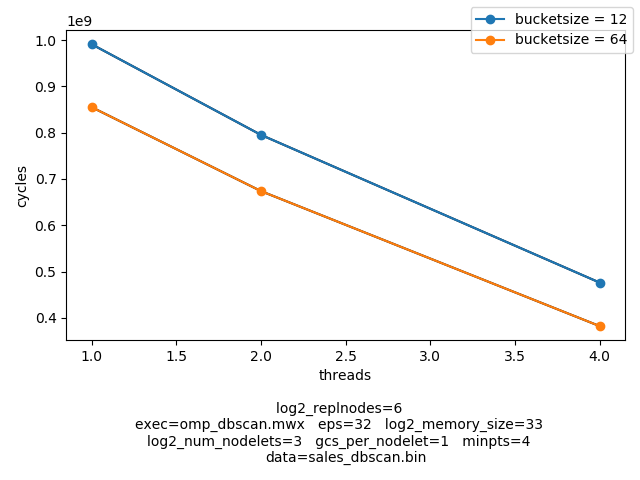 1e9
bucketsize = 12
bucketsize = 64
1.0
0.9
0.8
0.7
0.6
0.5
0.4
cycles
1.0 1.5 2.0 2.5 3.0 3.5 4.0
threads
log2_replnodes=6
exec=omp_dbscan.mwx eps=32 log2_memory_size=33
log2_num_nodelets=3 gcs_per_nodelet=1 minpts=4
data=sales_dbscan.bin